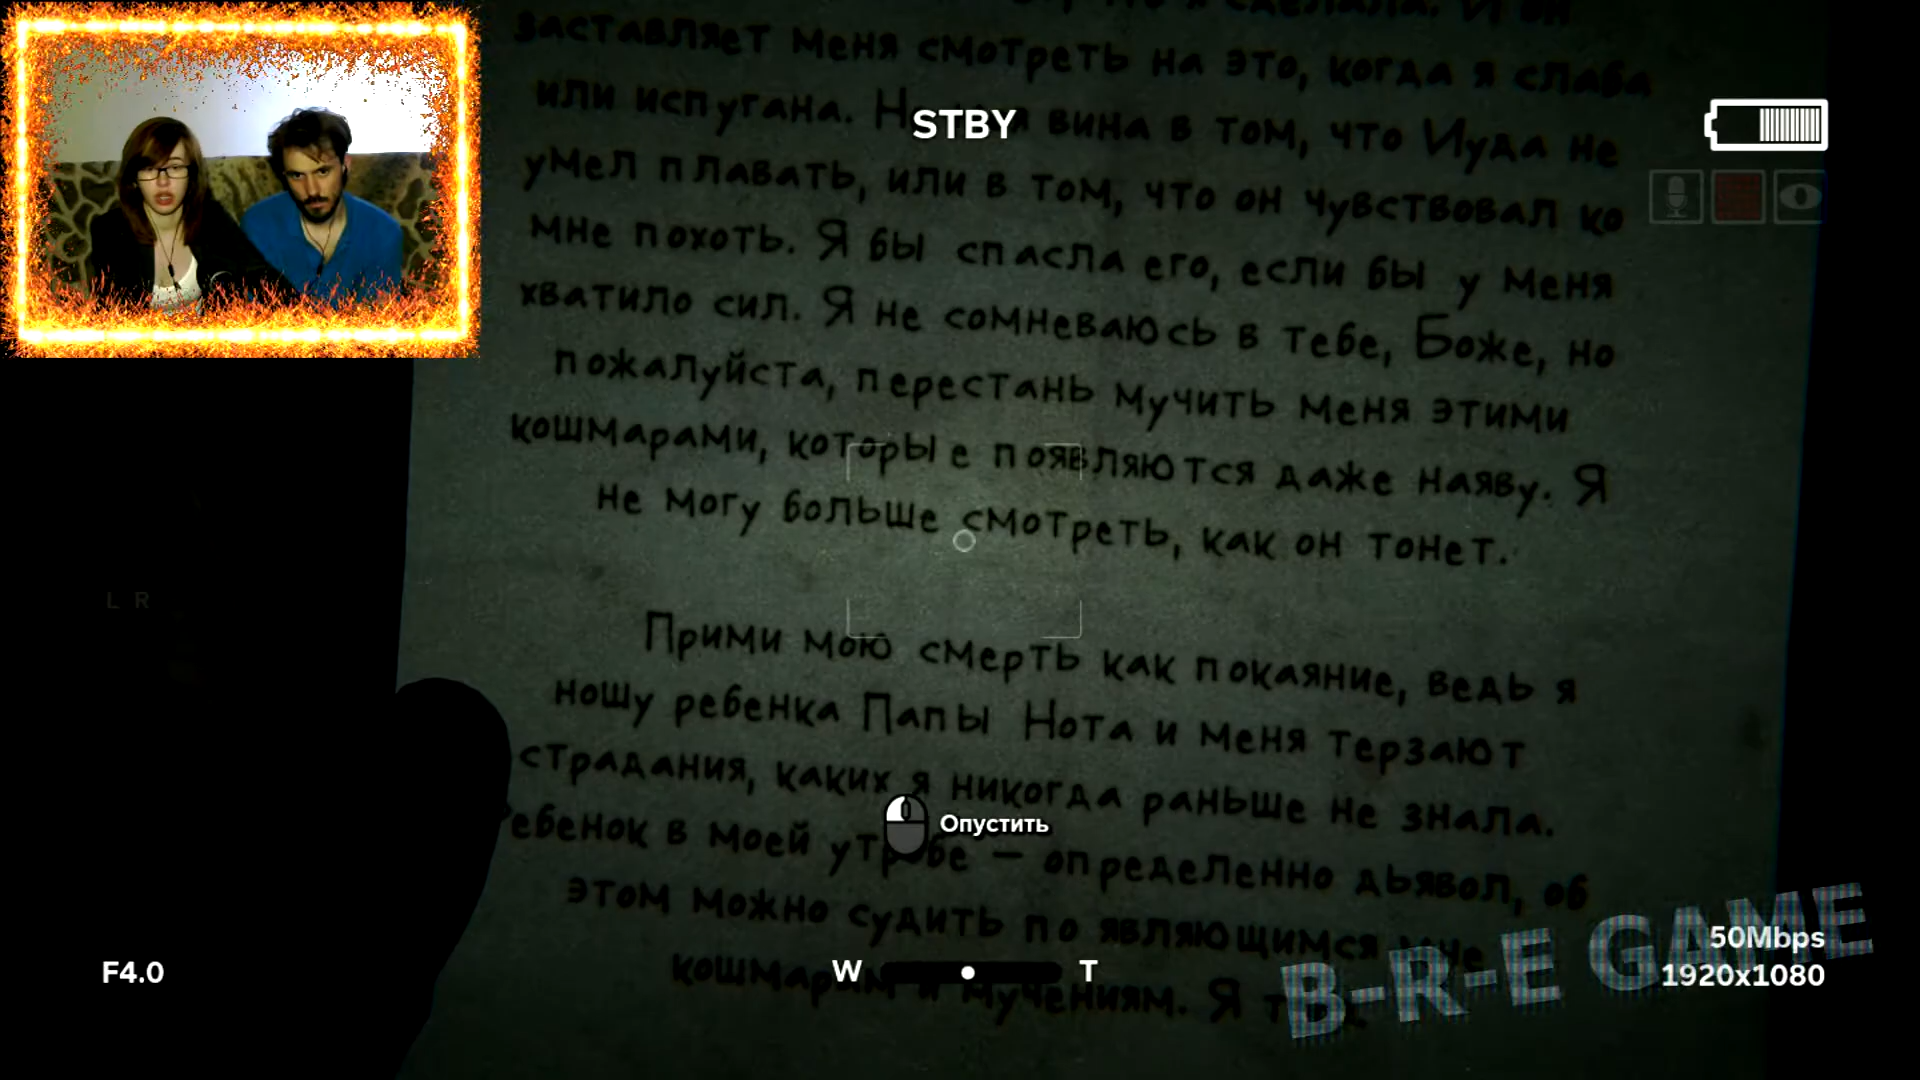 я сделала. И он
заставляет меня смотреть на это, когда я слаба
или испугана. вина в том, что Иуда не
умел плавать, или в том, что он чувствовал ко
мне похоть. Я бы спасла его, если бы у меня
хватило сил. Я не сомневаюсь в тебе, Боже, но
пожалуйста, перестань мучить меня этими
кошмарами, которые появляются даже наяву. Я
не могу больше смотреть, как он тонет.
Прими мою смерть как покаяние, ведь я
ношу ребенка Папы Нота и меня терзают
страдания, каких я никогда раньше не знала.
ебенок в моей утробе — определенно дьявол, об
этом можно судить по являющимся мне
кошмарам и мучениям. Я
STBY
L R
Опустить
F4.0
W T
50Mbps
1920x1080
B-R-E GAME